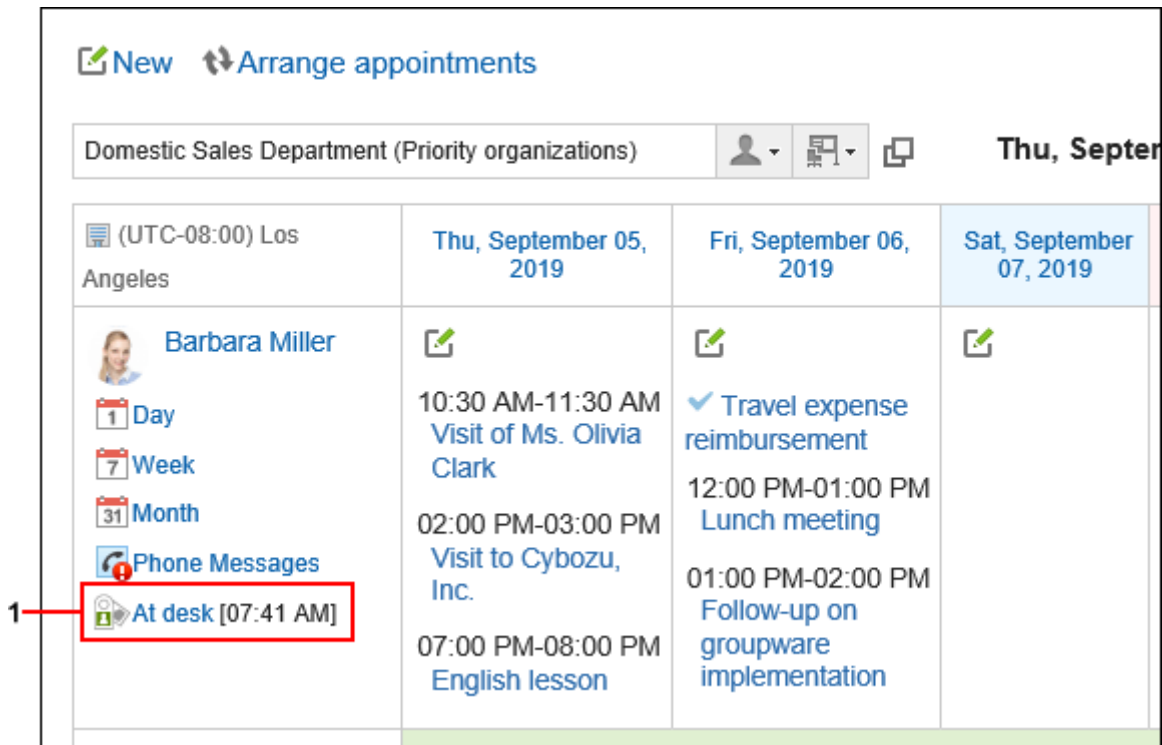 New Arrange appointments
Domestic Sales Department (Priority organizations)
Thu, Septer
(UTC-08:00) Los
Angeles
Thu, September 05,
2019
Fri, September 06,
2019
Sat, September
07, 2019
Barbara Miller
1 Day
7 Week
31 Month
Phone Messages
1
At desk [07:41 AM]
10:30 AM-11:30 AM
Visit of Ms. Olivia
Clark
02:00 PM-03:00 PM
Visit to Cybozu,
Inc.
07:00 PM-08:00 PM
English lesson
Travel expense
reimbursement
12:00 PM-01:00 PM
Lunch meeting
01:00 PM-02:00 PM
Follow-up on
groupware
implementation